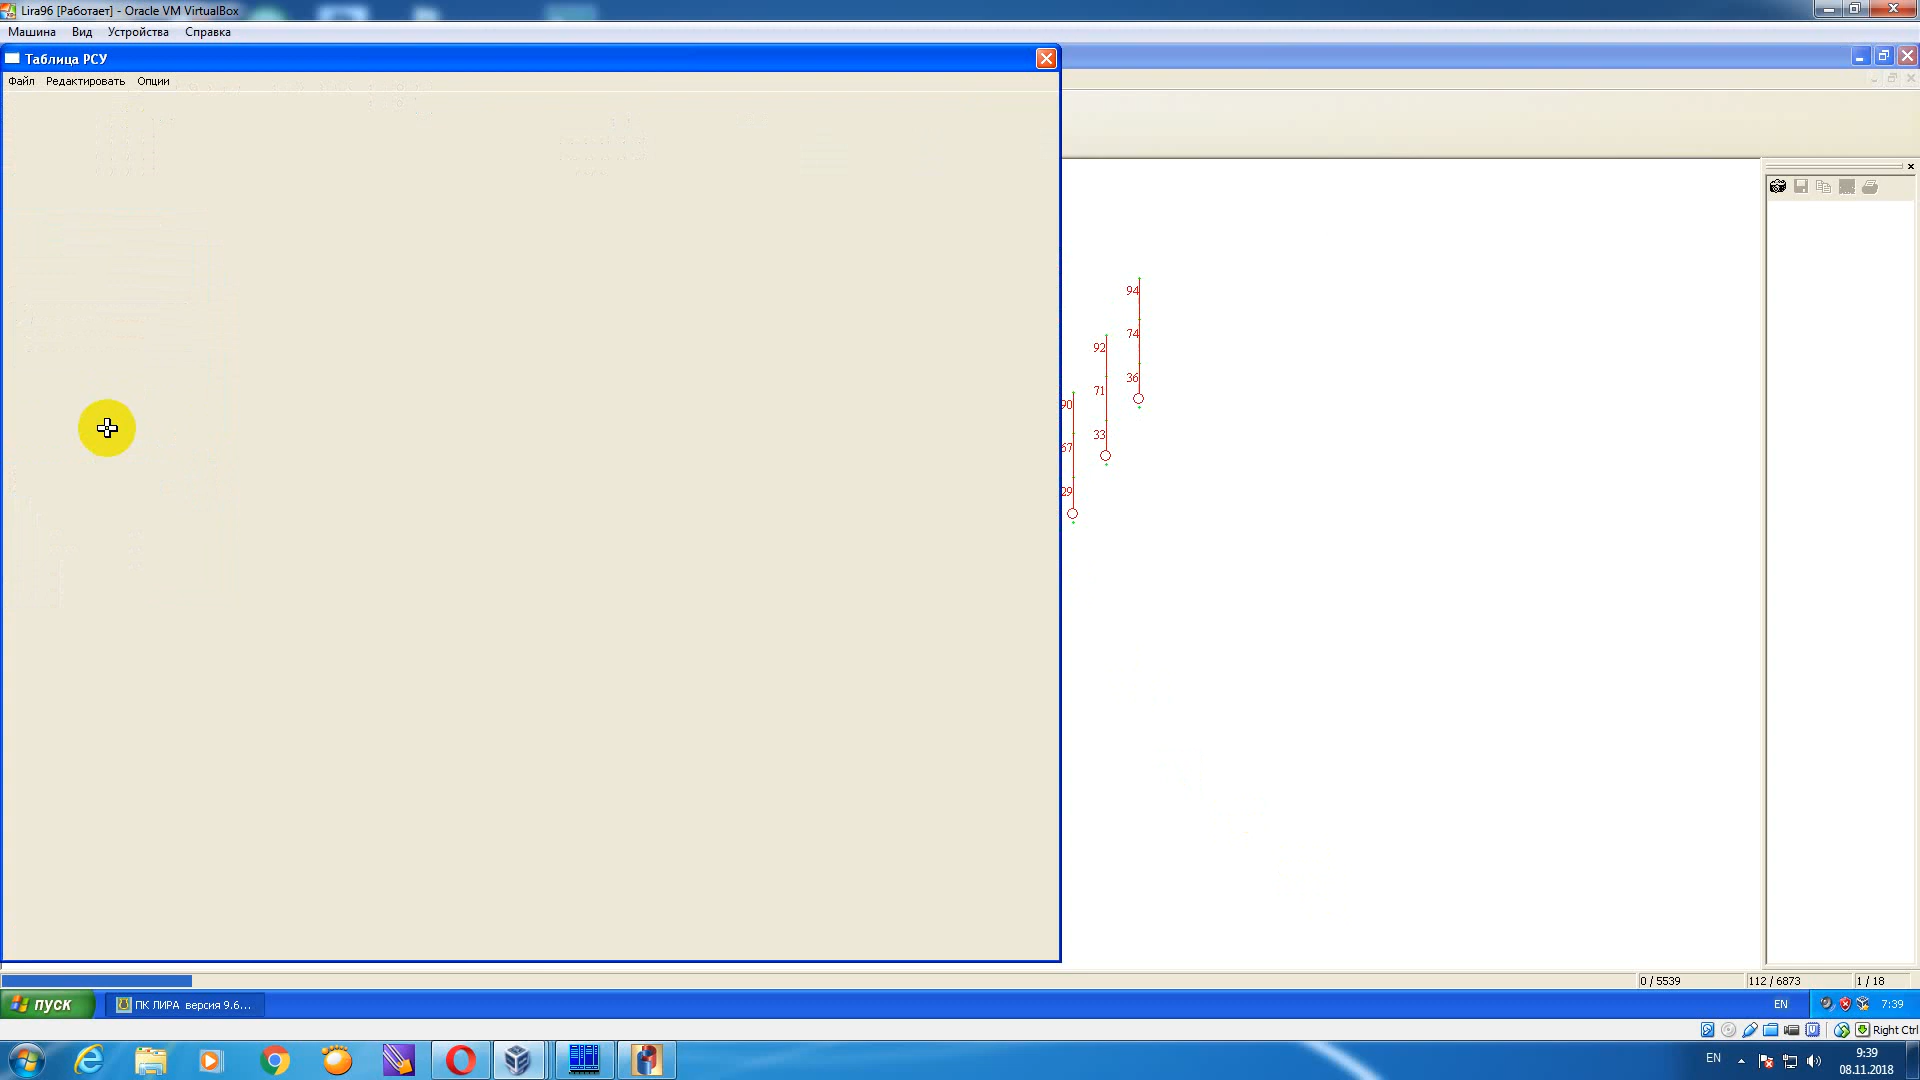 Lira96 [Работает] - Oracle VM VirtualBox
Машина Вид Устройства Справка
Таблица РСУ
Файл Редактировать Опции
94
74
36
92
71
33
90
67
29
0 / 5539 112 / 6873 1 / 18
пуск ПК ЛИРА версия 9.6... EN 7:39
Right Ctrl
EN 9:39
08.11.2018